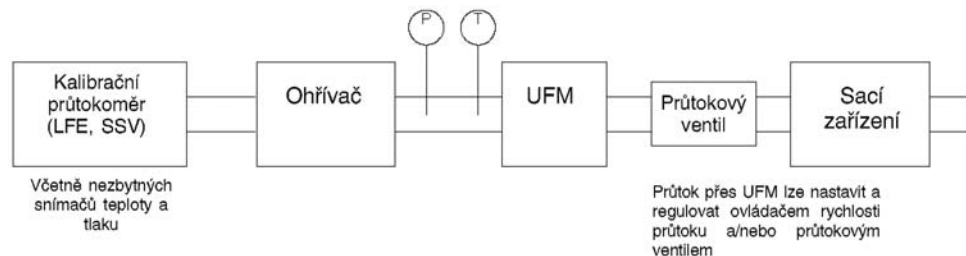 P
T
Kalibrační
průtokoměr
(LFE, SSV)
Ohřívač
UFM
Průtokový
ventil
Sací
zařízení
Včetně nezbytných
snímačů teploty a
tlaku
Průtok přes UFM lze nastavit a
regulovat ovládačem rychlosti
průtoku a/nebo průtokovým
ventilem